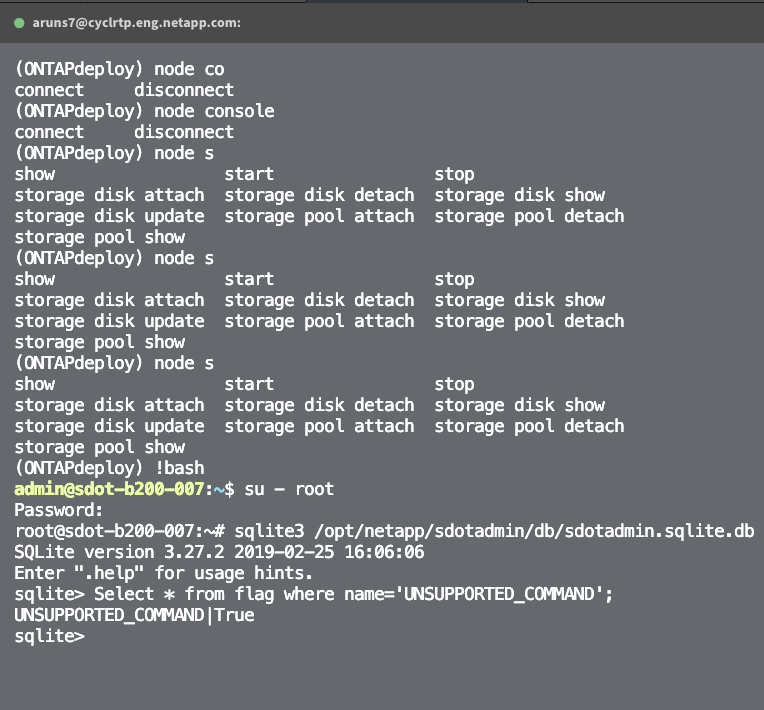 aruns7@cyclrtp.eng.netapp.com:
(ONTAPdeploy) node co
connect     disconnect
(ONTAPdeploy) node console
connect     disconnect
(ONTAPdeploy) node s
show                 start                stop
storage disk attach  storage disk detach  storage disk show
storage disk update  storage pool attach  storage pool detach
storage pool show
(ONTAPdeploy) node s
show                 start                stop
storage disk attach  storage disk detach  storage disk show
storage disk update  storage pool attach  storage pool detach
storage pool show
(ONTAPdeploy) node s
show                 start                stop
storage disk attach  storage disk detach  storage disk show
storage disk update  storage pool attach  storage pool detach
storage pool show
(ONTAPdeploy) !bash
admin@sdot-b200-007:~$ su - root
Password:
root@sdot-b200-007:~# sqlite3 /opt/netapp/sdotadmin/db/sdotadmin.sqlite.db
SQLite version 3.27.2 2019-02-25 16:06:06
Enter ".help" for usage hints.
sqlite> Select * from flag where name='UNSUPPORTED_COMMAND';
UNSUPPORTED_COMMAND|True
sqlite>